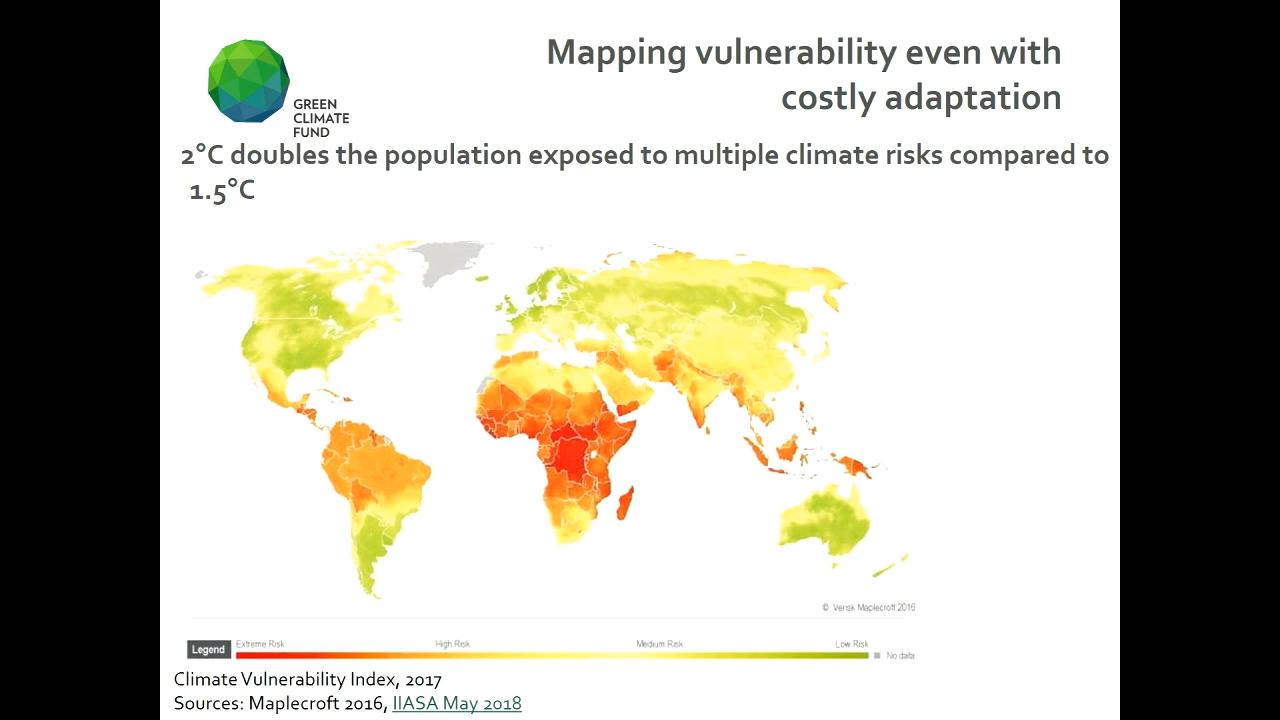 GREEN
CLIMATE
FUND
Mapping vulnerability even with
costly adaptation
2°C doubles the population exposed to multiple climate risks compared to
1.5°C
© Verisk Maplecroft 2016
Legend
Extreme Risk
High Risk
Medium Risk
Low Risk
No data
Climate Vulnerability Index, 2017
Sources: Maplecroft 2016, IIASA May 2018